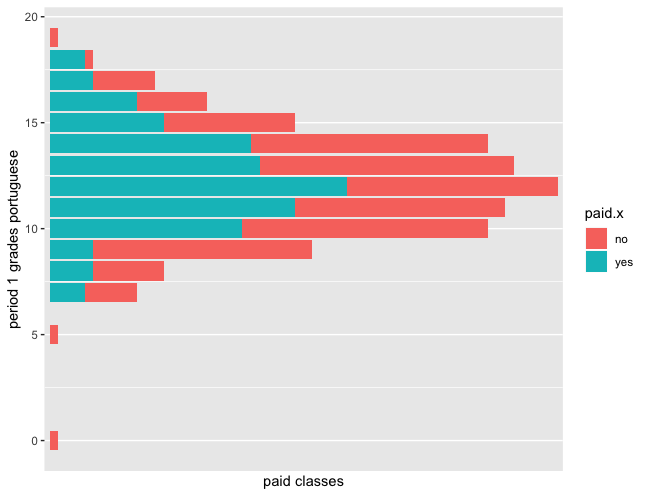 20
15
10
5
0
period 1 grades portuguese
paid classes
paid.x
no
yes